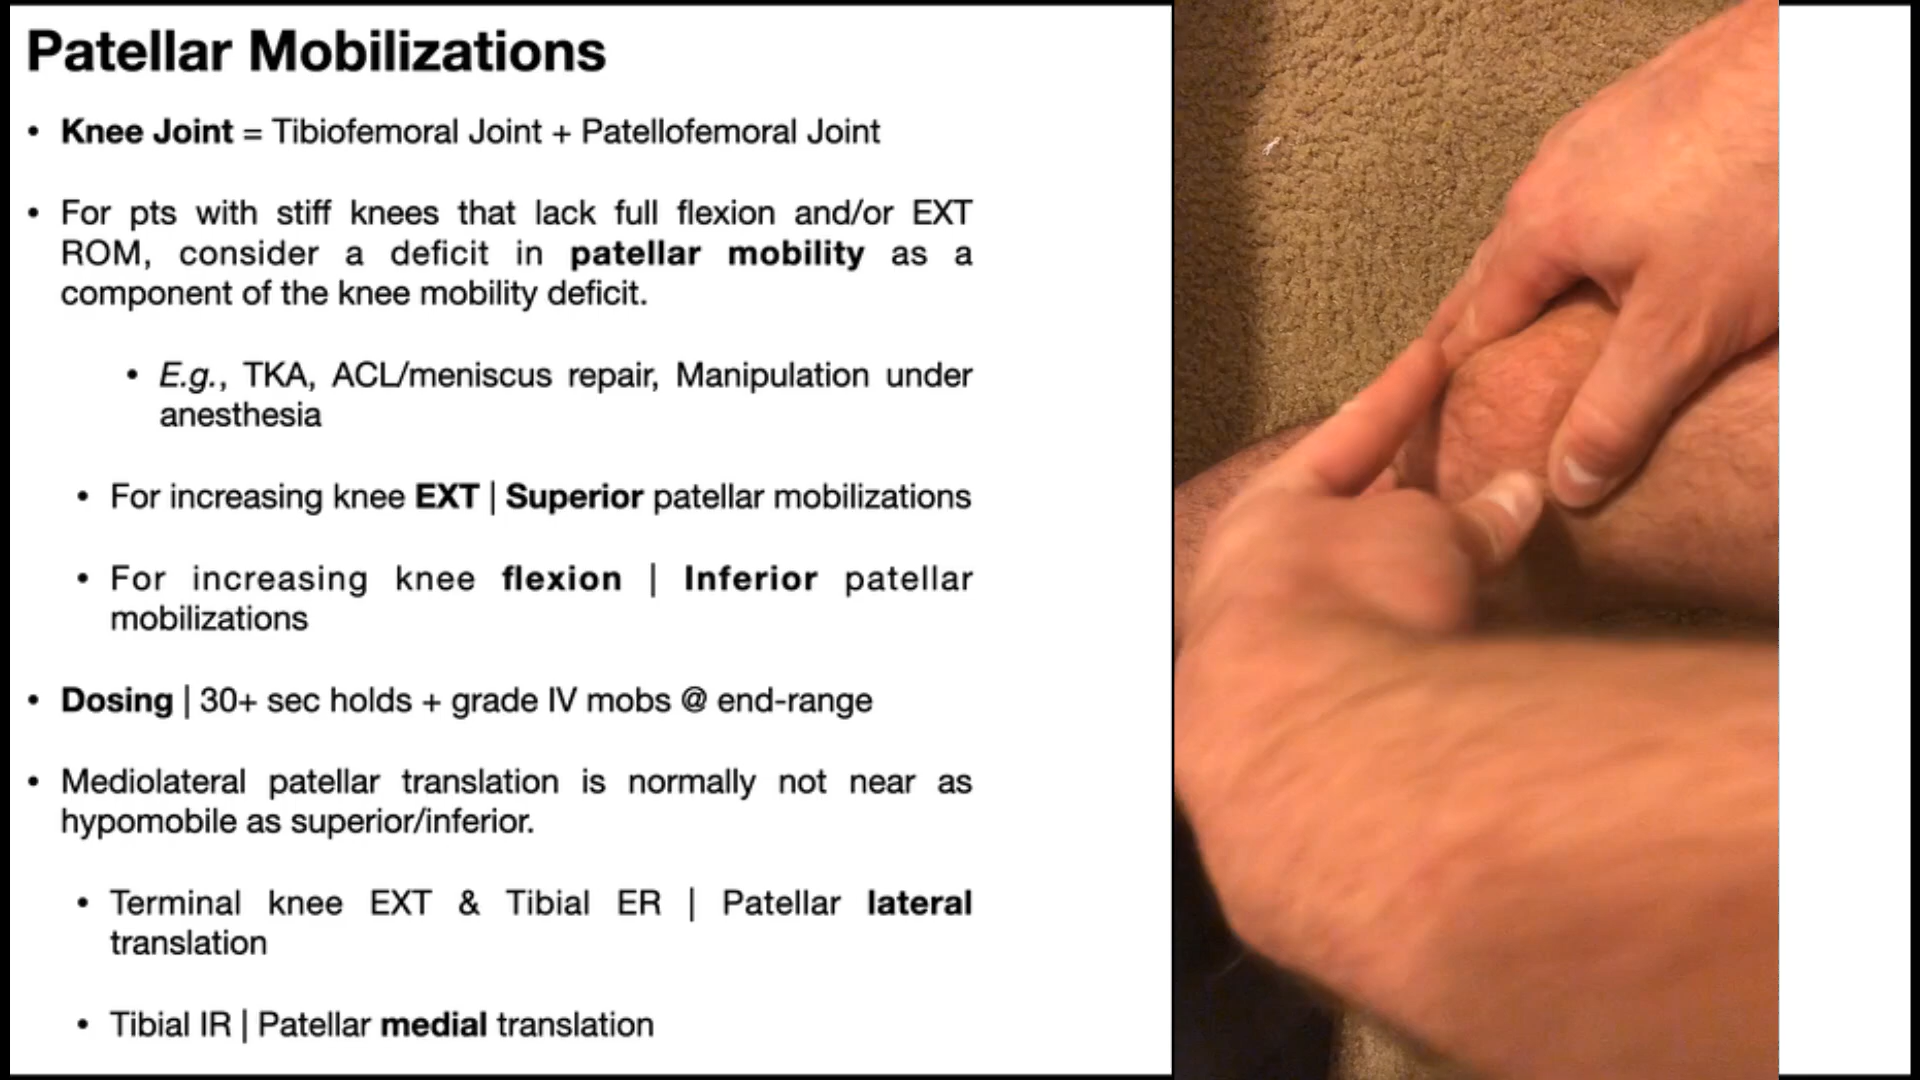 Patellar Mobilizations
• Knee Joint = Tibiofemoral Joint + Patellofemoral Joint
• For pts with stiff knees that lack full flexion and/or EXT
ROM, consider a deficit in patellar mobility as a
component of the knee mobility deficit.
• E.g., TKA, ACL/meniscus repair, Manipulation under
anesthesia
• For increasing knee EXT | Superior patellar mobilizations
• For increasing knee flexion | Inferior patellar
mobilizations
• Dosing | 30+ sec holds + grade IV mobs @ end-range
• Mediolateral patellar translation is normally not near as
hypomobile as superior/inferior.
• Terminal knee EXT & Tibial ER | Patellar lateral
translation
• Tibial IR | Patellar medial translation